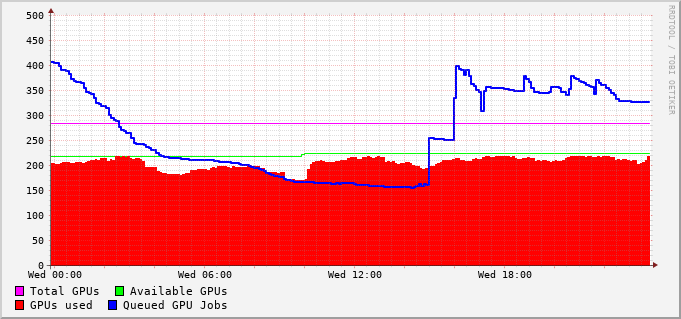 500
450
400
350
300
250
200
150
100
50
0
Wed 00:00 Wed 06:00 Wed 12:00 Wed 18:00
Total GPUs Available GPUs
GPUs used Queued GPU Jobs
RRDTOOL / TOBI OETIKER